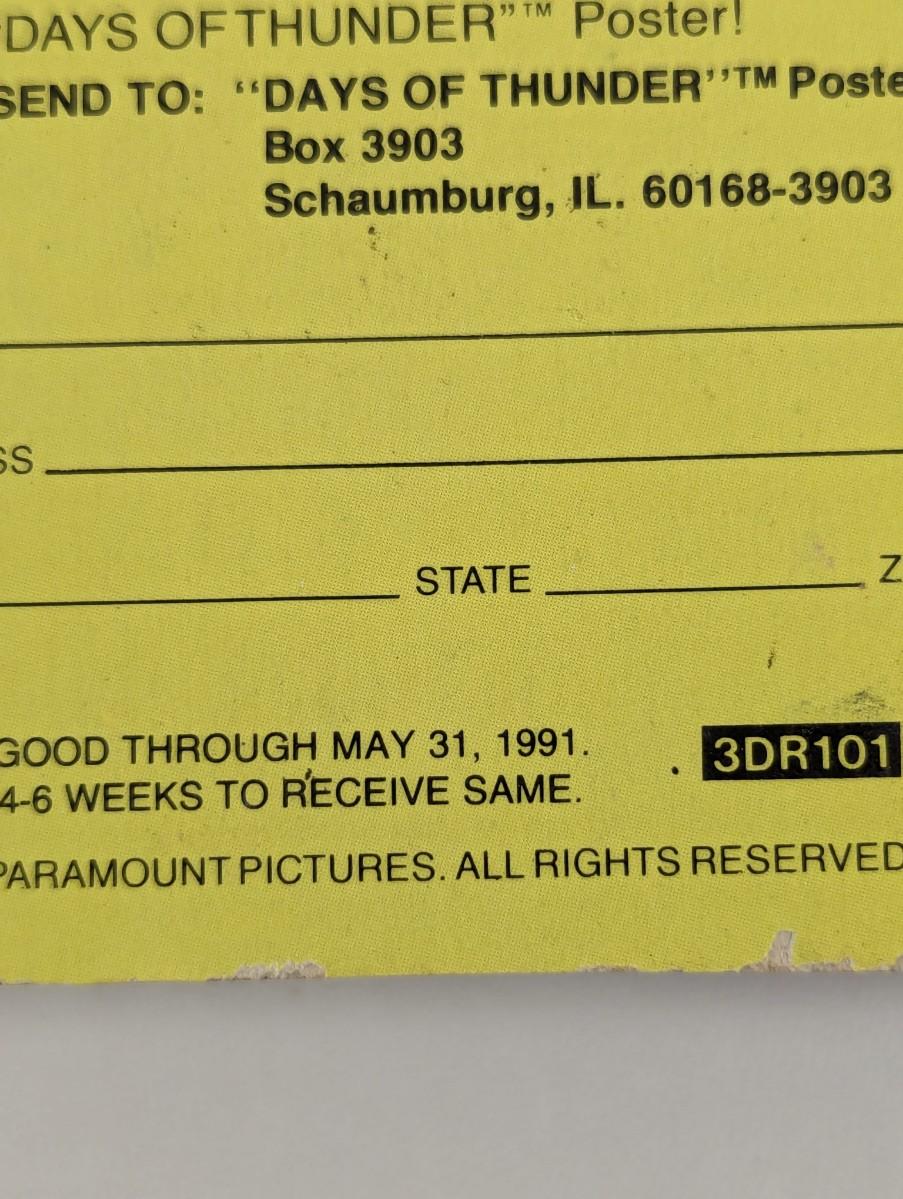 "DAYS OF THUNDER"™ Poster!
SEND TO: "DAYS OF THUNDER"™ Poste
Box 3903
Schaumburg, IL. 60168-3903
SS
STATE Z
GOOD THROUGH MAY 31, 1991. 3DR101
4-6 WEEKS TO RECEIVE SAME.
PARAMOUNT PICTURES. ALL RIGHTS RESERVED